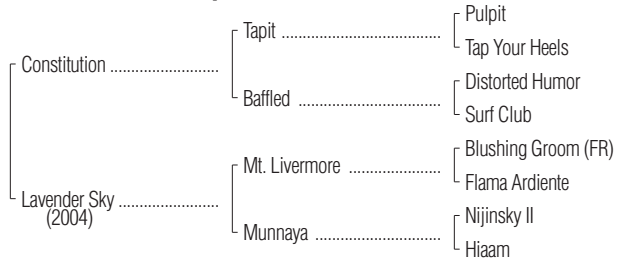 Pulpit
Tapit ........................................
Tap Your Heels
Constitution ...........................
Distorted Humor
Baffled ...................................
Surf Club
Blushing Groom (FR)
Mt. Livermore .......................
Flama Ardiente
Lavender Sky .........................
(2004)
Nijinsky II
Munnaya ...............................
Hiaam